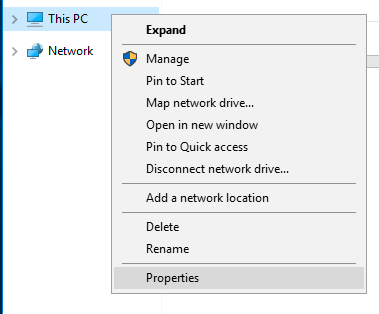 This PC
Network
Expand
Manage
Pin to Start
Map network drive...
Open in new window
Pin to Quick access
Disconnect network drive...
Add a network location
Delete
Rename
Properties